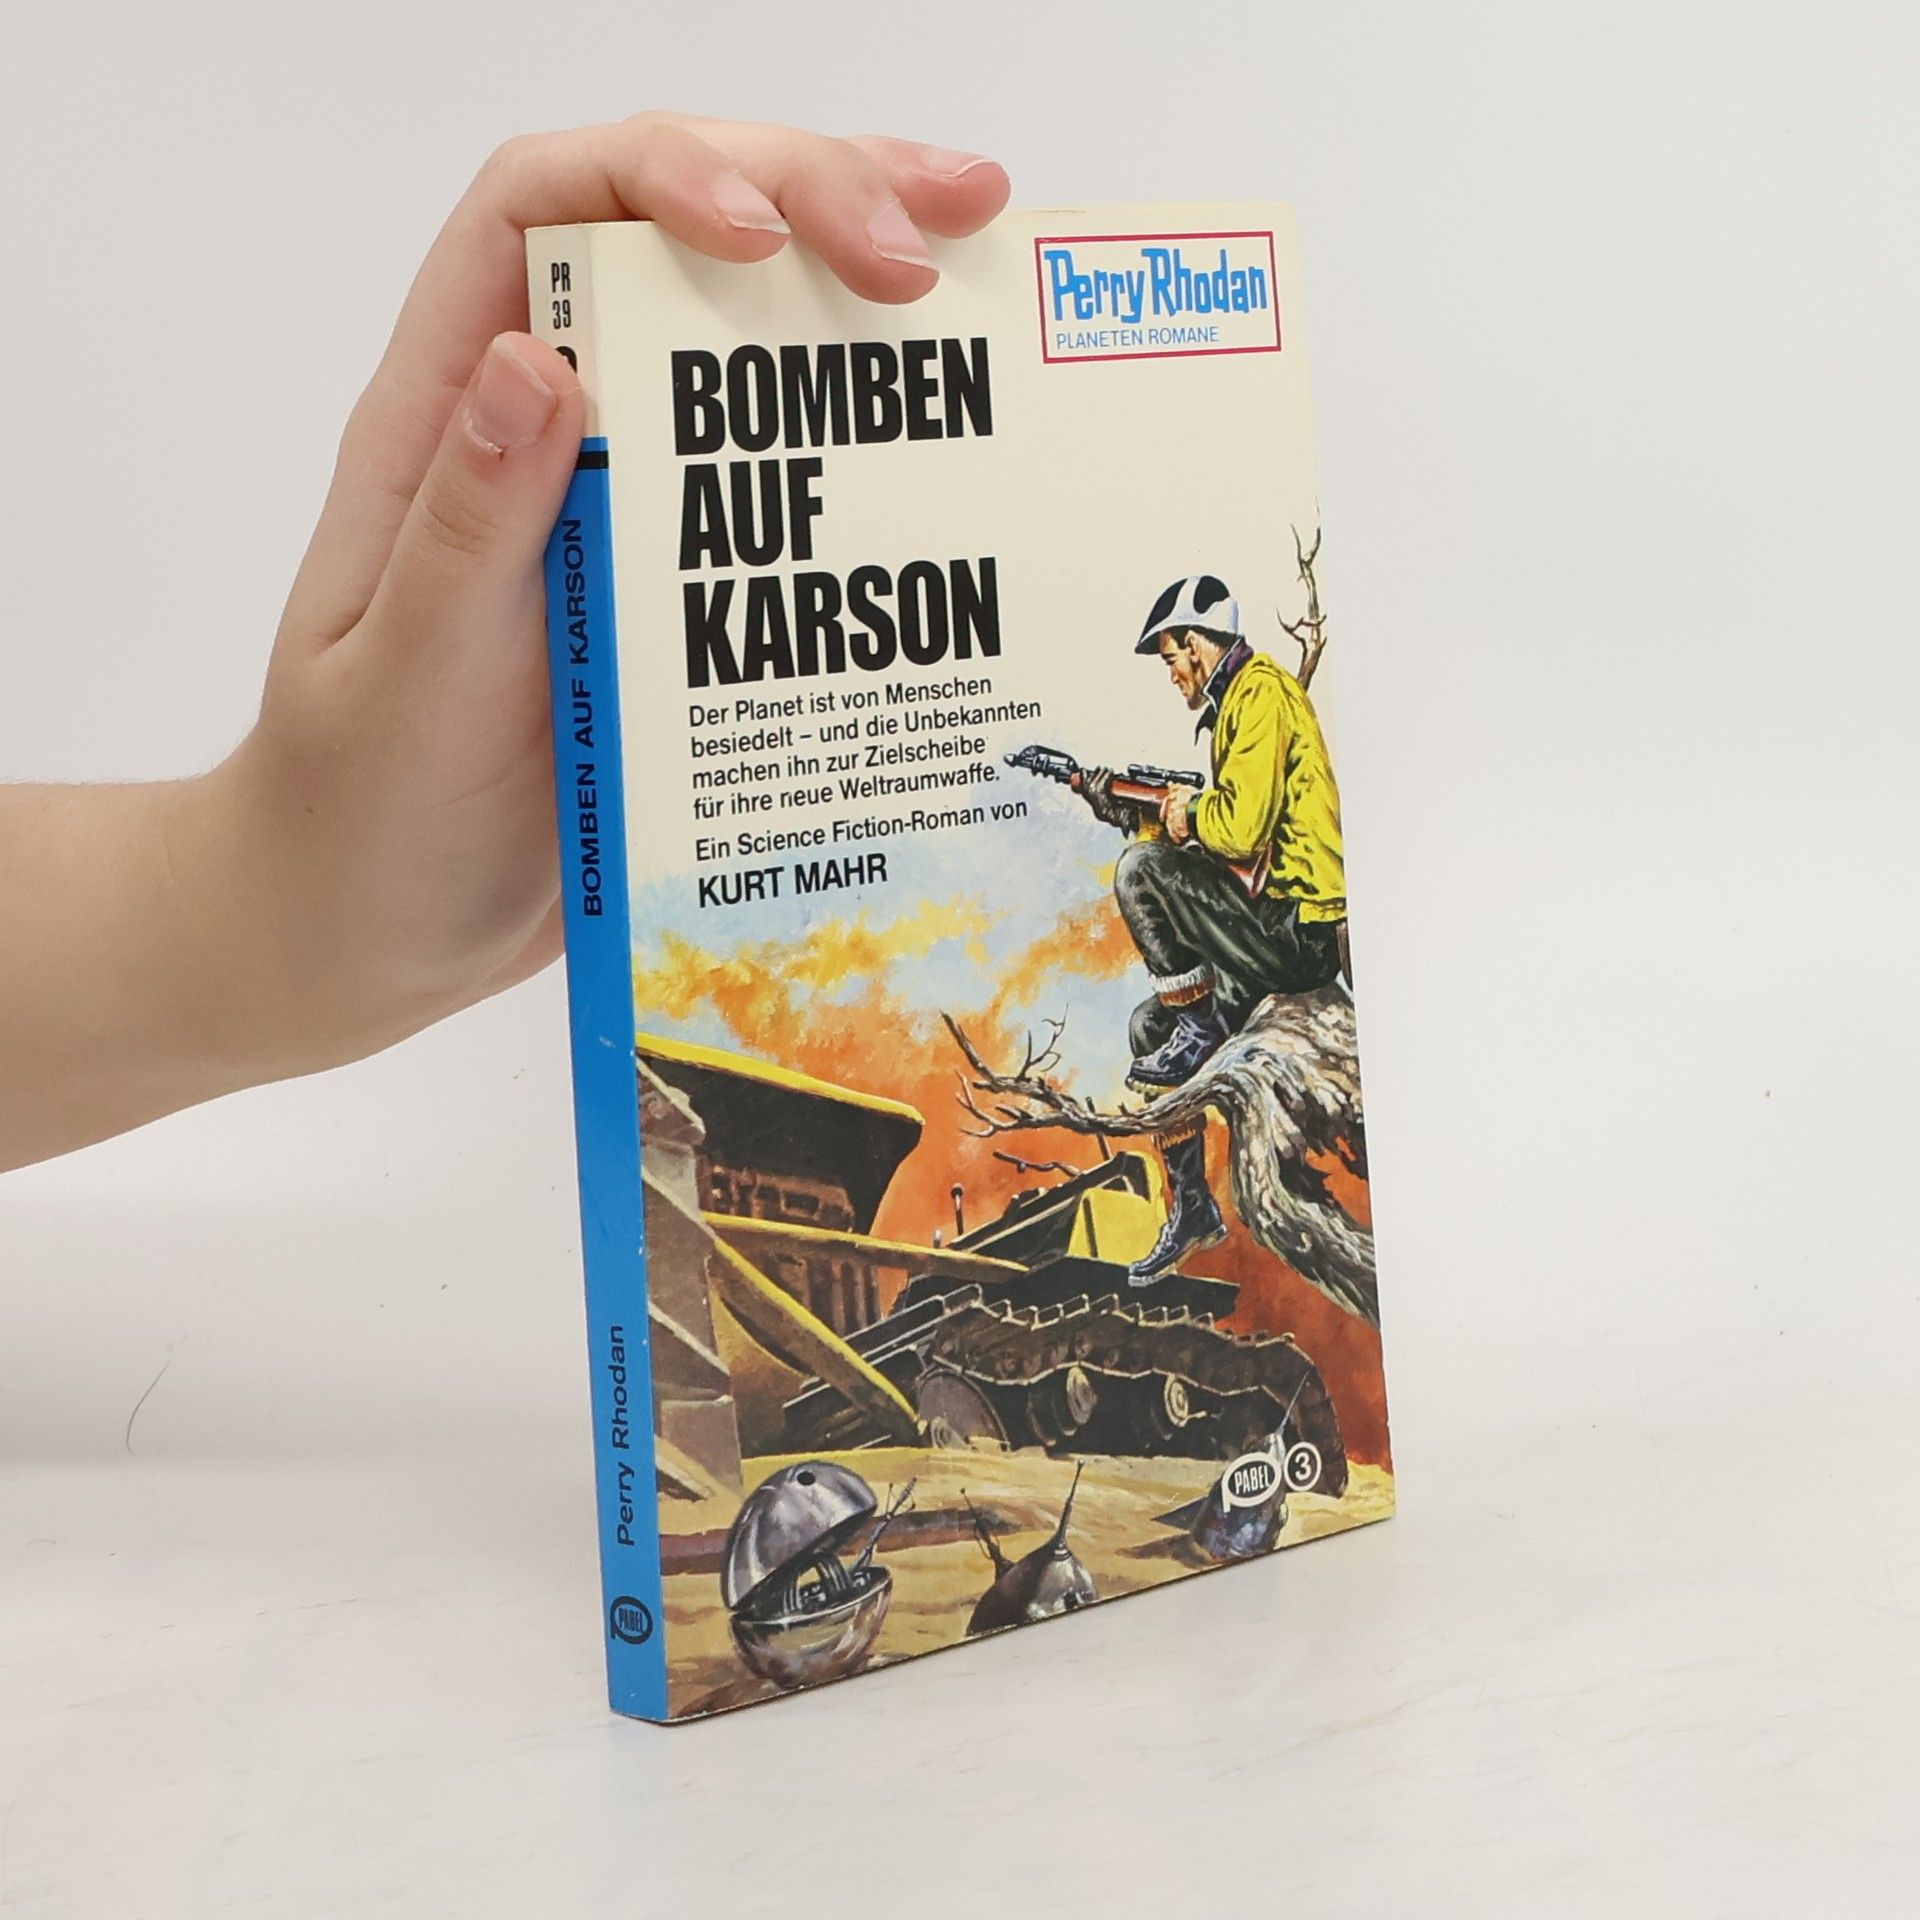 PR
39
BOMBEN AUF KARSON
Perry Rhodan
PABEL
Perry Rhodan
PLANETEN ROMANE
BOMBEN
AUF
KARSON
Der Planet ist von Menschen
besiedelt – und die Unbekannten
machen ihn zur Zielscheibe
für ihre neue Weltraumwaffe.
Ein Science Fiction-Roman von
KURT MAHR
PABEL 3